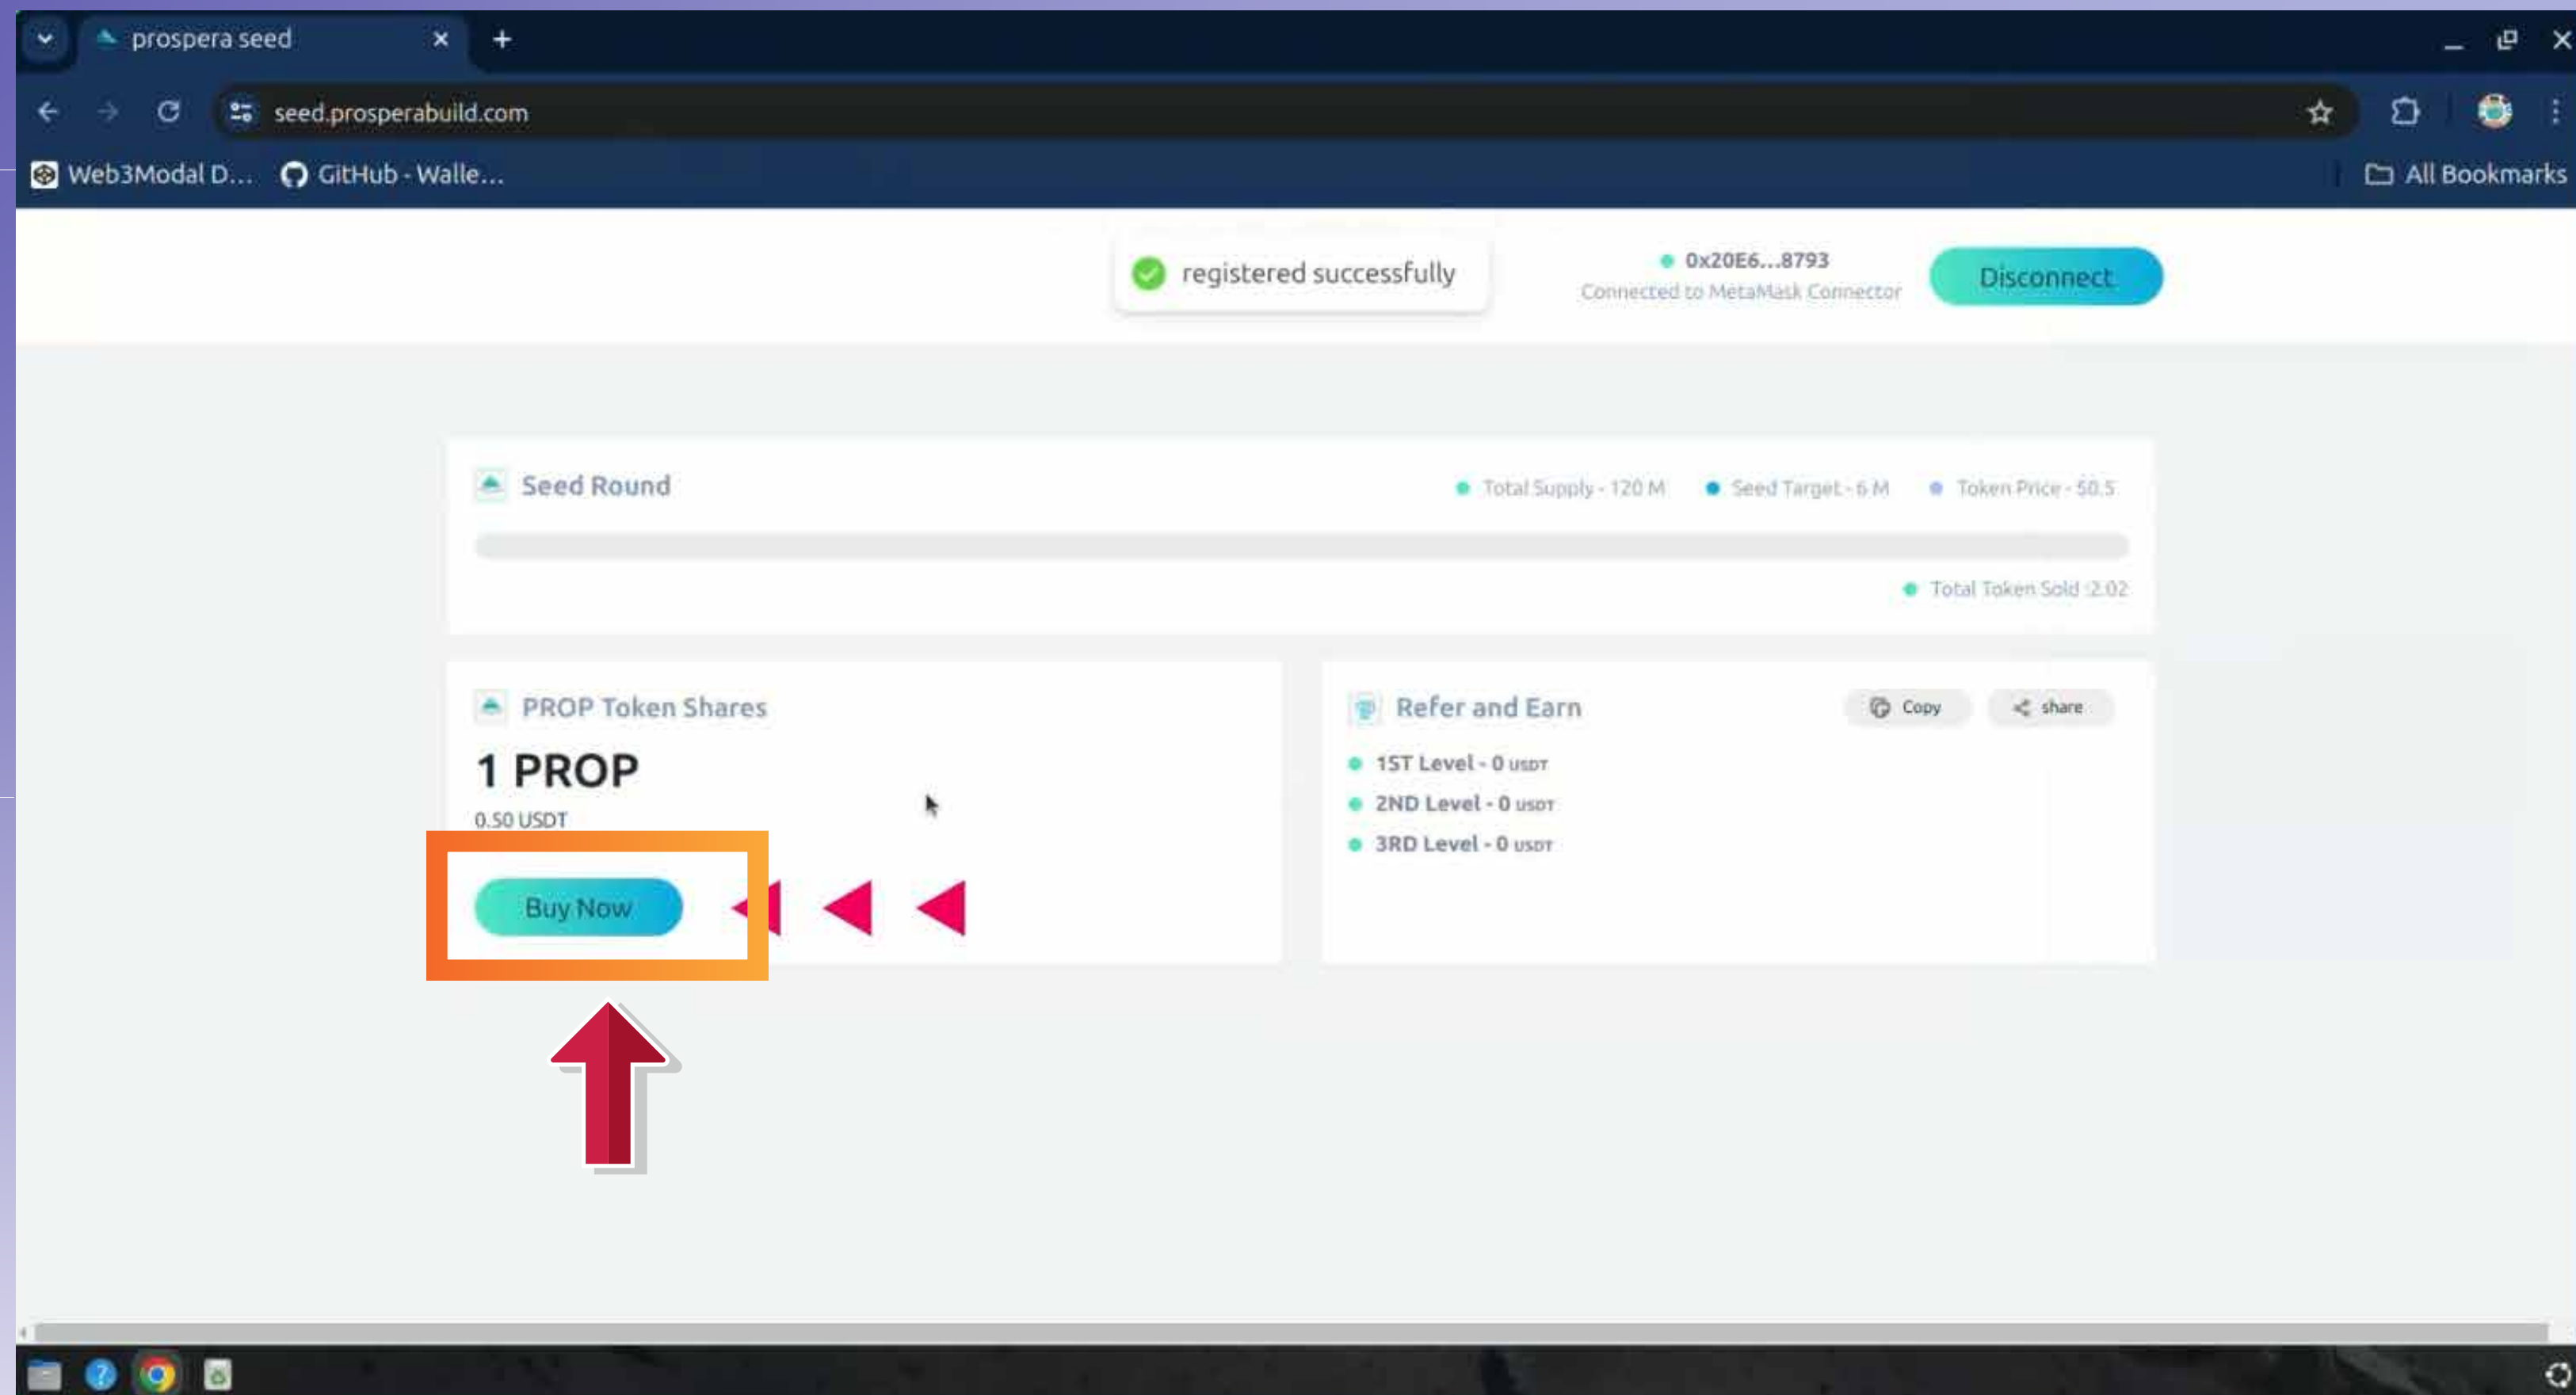 prospera seed
seed.prosperabuild.com
Web3Modal D...
GitHub - Walle...
All Bookmarks
registered successfully
0x20E6...8793
Connected to MetaMask Connector
Disconnect
Seed Round
Total Supply - 120 M
Seed Target - 6 M
Token Price - $0.5
Total Token Sold :2.02
PROP Token Shares
1 PROP
0.50 USDT
Buy Now
Refer and Earn
Copy
share
1ST Level - 0 USDT
2ND Level - 0 USDT
3RD Level - 0 USDT